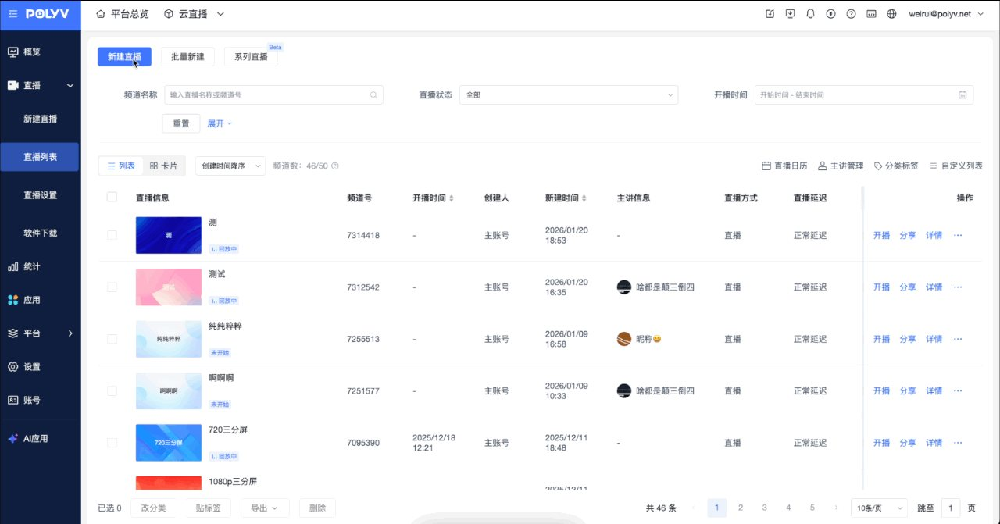 POLYV
平台总览
云直播
weirui@polyv.net
概览
直播
新建直播
直播列表
直播设置
软件下载
统计
应用
平台
设置
账号
AI应用
新建直播
批量新建
系列直播
Beta
频道名称
输入直播名称或频道号
直播状态
全部
开播时间
开始时间 - 结束时间
重置
展开
列表
卡片
创建时间降序
频道数: 46/50
直播日历
主讲管理
分类标签
自定义列表
直播信息
频道号
开播时间
创建人
新建时间
主讲信息
直播方式
直播延迟
操作
测
测
回放中
7314418
-
主账号
2026/01/20
18:53
-
直播
正常延迟
开播
分享
详情
测试
测试
回放中
7312542
-
主账号
2026/01/20
16:35
啥都是颠三倒四
直播
正常延迟
开播
分享
详情
纯纯粹粹
纯纯粹粹
未开始
7255513
-
主账号
2026/01/09
16:58
昵称😄
直播
正常延迟
开播
分享
详情
啊啊啊
啊啊啊
未开始
7251577
-
主账号
2026/01/09
10:33
啥都是颠三倒四
直播
正常延迟
开播
分享
详情
720三分屏
720三分屏
回放中
7095390
2025/12/18
12:21
主账号
2025/12/11
18:48
-
直播
正常延迟
开播
分享
详情
1080p三分屏
2025/12/11
已选 0
改分类
贴标签
导出
删除
共 46 条
1
2
3
4
5
10条/页
跳至
1
页